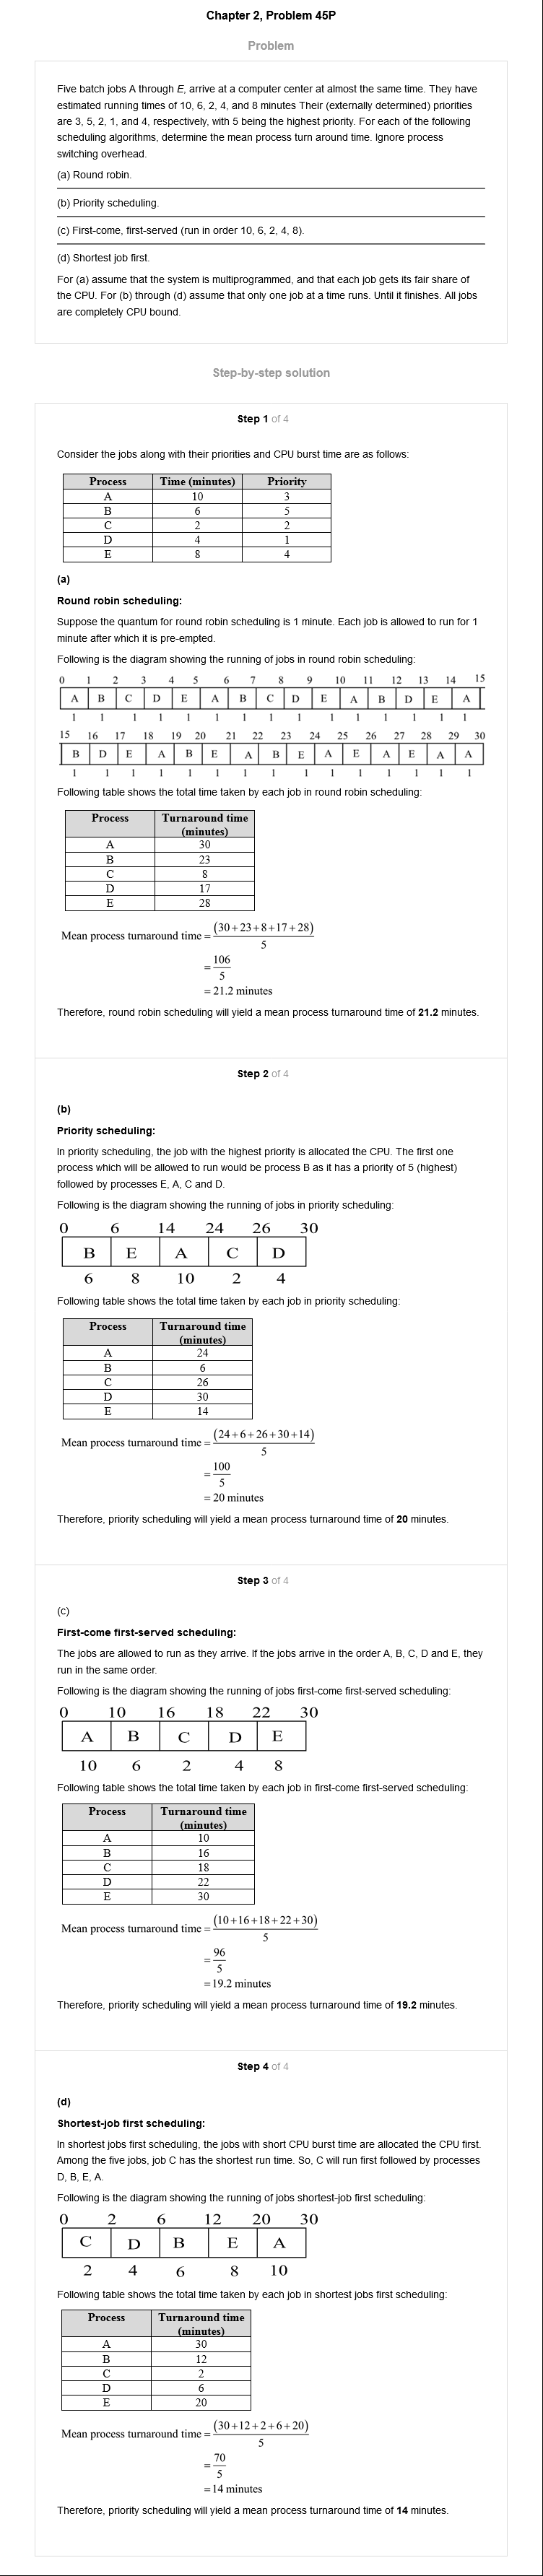 Chapter 2, Problem 45P
Problem
Five batch jobs A through E, arrive at a computer center at almost the same time. They have
estimated running times of 10, 6, 2, 4, and 8 minutes Their (externally determined) priorities
are 3, 5, 2, 1, and 4, respectively, with 5 being the highest priority. For each of the following
scheduling algorithms, determine the mean process turn around time. Ignore process
switching overhead.
(a) Round robin.
(b) Priority scheduling.
(c) First-come, first-served (run in order 10, 6, 2, 4, 8).
(d) Shortest job first.
For (a) assume that the system is multiprogrammed, and that each job gets its fair share of
the CPU. For (b) through (d) assume that only one job at a time runs. Until it finishes. All jobs
are completely CPU bound.
Step-by-step solution
Step 1 of 4
Consider the jobs along with their priorities and CPU burst time are as follows:
Process Time (minutes) Priority
A 10 3
B 6 5
C 2 2
D 4 1
E 8 4
(a)
Round robin scheduling:
Suppose the quantum for round robin scheduling is 1 minute. Each job is allowed to run for 1
minute after which it is pre-empted.
Following is the diagram showing the running of jobs in round robin scheduling:
0 1 2 3 4 5 6 7 8 9 10 11 12 13 14 15
A B C D E A B C D E A B D E A
1 1 1 1 1 1 1 1 1 1 1 1 1 1 1
15 16 17 18 19 20 21 22 23 24 25 26 27 28 29 30
B D E A B E A B E A E A E A A
1 1 1 1 1 1 1 1 1 1 1 1 1 1 1
Following table shows the total time taken by each job in round robin scheduling:
Process Turnaround time
(minutes)
A 30
B 23
C 8
D 17
E 28
Mean process turnaround time = (30+23+8+17+28)
5
= 106
5
= 21.2 minutes
Therefore, round robin scheduling will yield a mean process turnaround time of 21.2 minutes.
Step 2 of 4
(b)
Priority scheduling:
In priority scheduling, the job with the highest priority is allocated the CPU. The first one
process which will be allowed to run would be process B as it has a priority of 5 (highest)
followed by processes E, A, C and D.
Following is the diagram showing the running of jobs in priority scheduling:
0 6 14 24 26 30
B E A C D
6 8 10 2 4
Following table shows the total time taken by each job in priority scheduling:
Process Turnaround time
(minutes)
A 24
B 6
C 26
D 30
E 14
Mean process turnaround time = (24+6+26+30+14)
5
= 100
5
= 20 minutes
Therefore, priority scheduling will yield a mean process turnaround time of 20 minutes.
Step 3 of 4
(c)
First-come first-served scheduling:
The jobs are allowed to run as they arrive. If the jobs arrive in the order A, B, C, D and E, they
run in the same order.
Following is the diagram showing the running of jobs first-come first-served scheduling:
0 10 16 18 22 30
A B C D E
10 6 2 4 8
Following table shows the total time taken by each job in first-come first-served scheduling:
Process Turnaround time
(minutes)
A 10
B 16
C 18
D 22
E 30
Mean process turnaround time = (10+16+18+22+30)
5
= 96
5
= 19.2 minutes
Therefore, priority scheduling will yield a mean process turnaround time of 19.2 minutes.
Step 4 of 4
(d)
Shortest-job first scheduling:
In shortest jobs first scheduling, the jobs with short CPU burst time are allocated the CPU first.
Among the five jobs, job C has the shortest run time. So, C will run first followed by processes
D, B, E, A.
Following is the diagram showing the running of jobs shortest-job first scheduling:
0 2 6 12 20 30
C D B E A
2 4 6 8 10
Following table shows the total time taken by each job in shortest jobs first scheduling:
Process Turnaround time
(minutes)
A 30
B 12
C 2
D 6
E 20
Mean process turnaround time = (30+12+2+6+20)
5
= 70
5
= 14 minutes
Therefore, priority scheduling will yield a mean process turnaround time of 14 minutes.